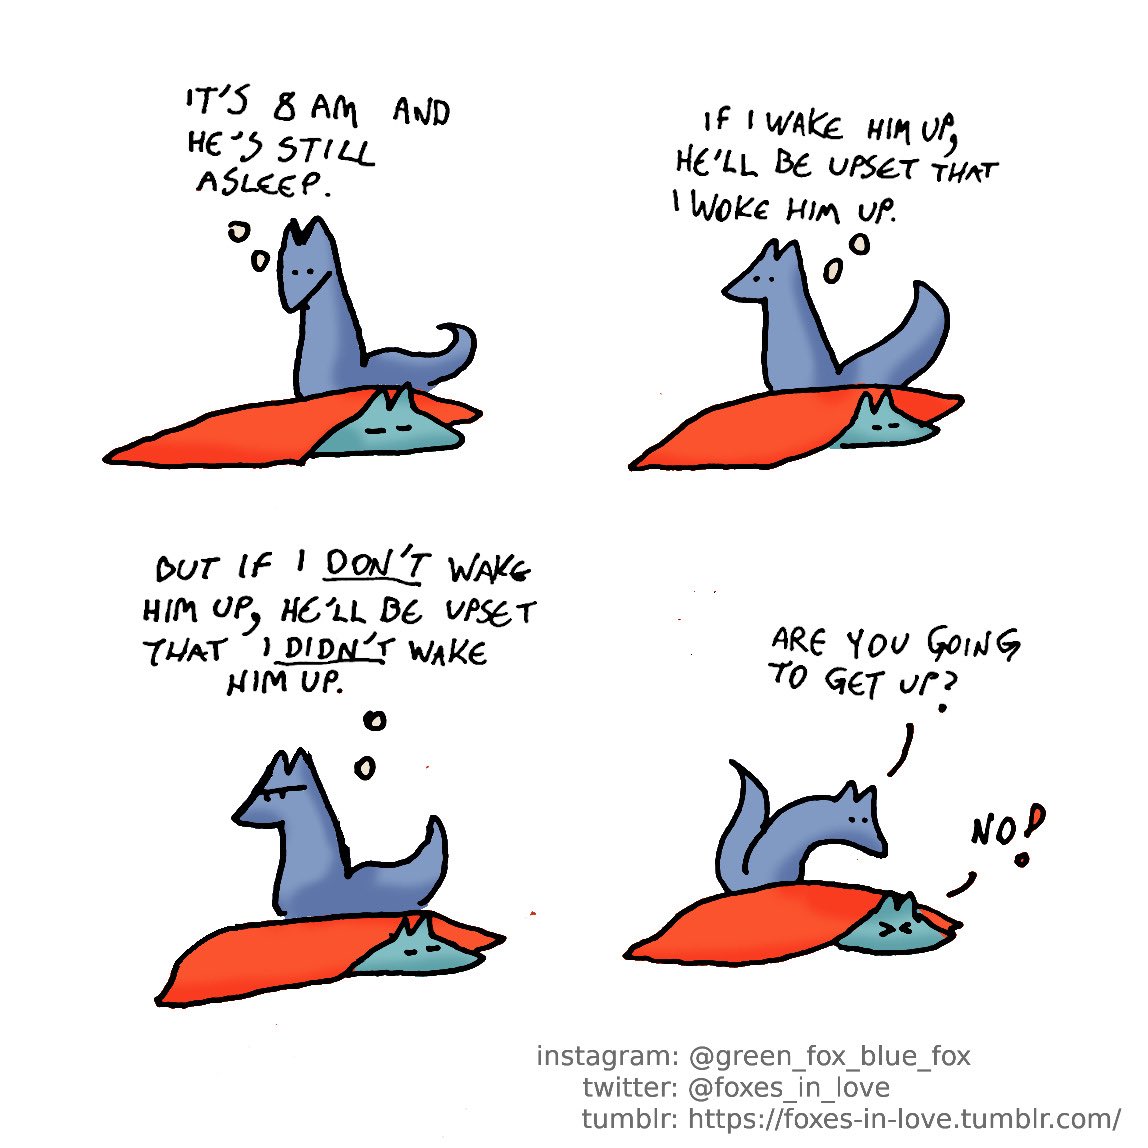 IT'S 8 AM AND
HE'S STILL
ASLEEP.
IF I WAKE HIM UP,
HE'LL BE UPSET THAT
I WOKE HIM UP.
BUT IF I DON'T WAKE
HIM UP, HE'LL BE UPSET
THAT I DIDN'T WAKE
HIM UP.
ARE YOU GOING
TO GET UP?
NO!
instagram: @green_fox_blue_fox
twitter: @foxes_in_love
tumblr: https://foxes-in-love.tumblr.com/